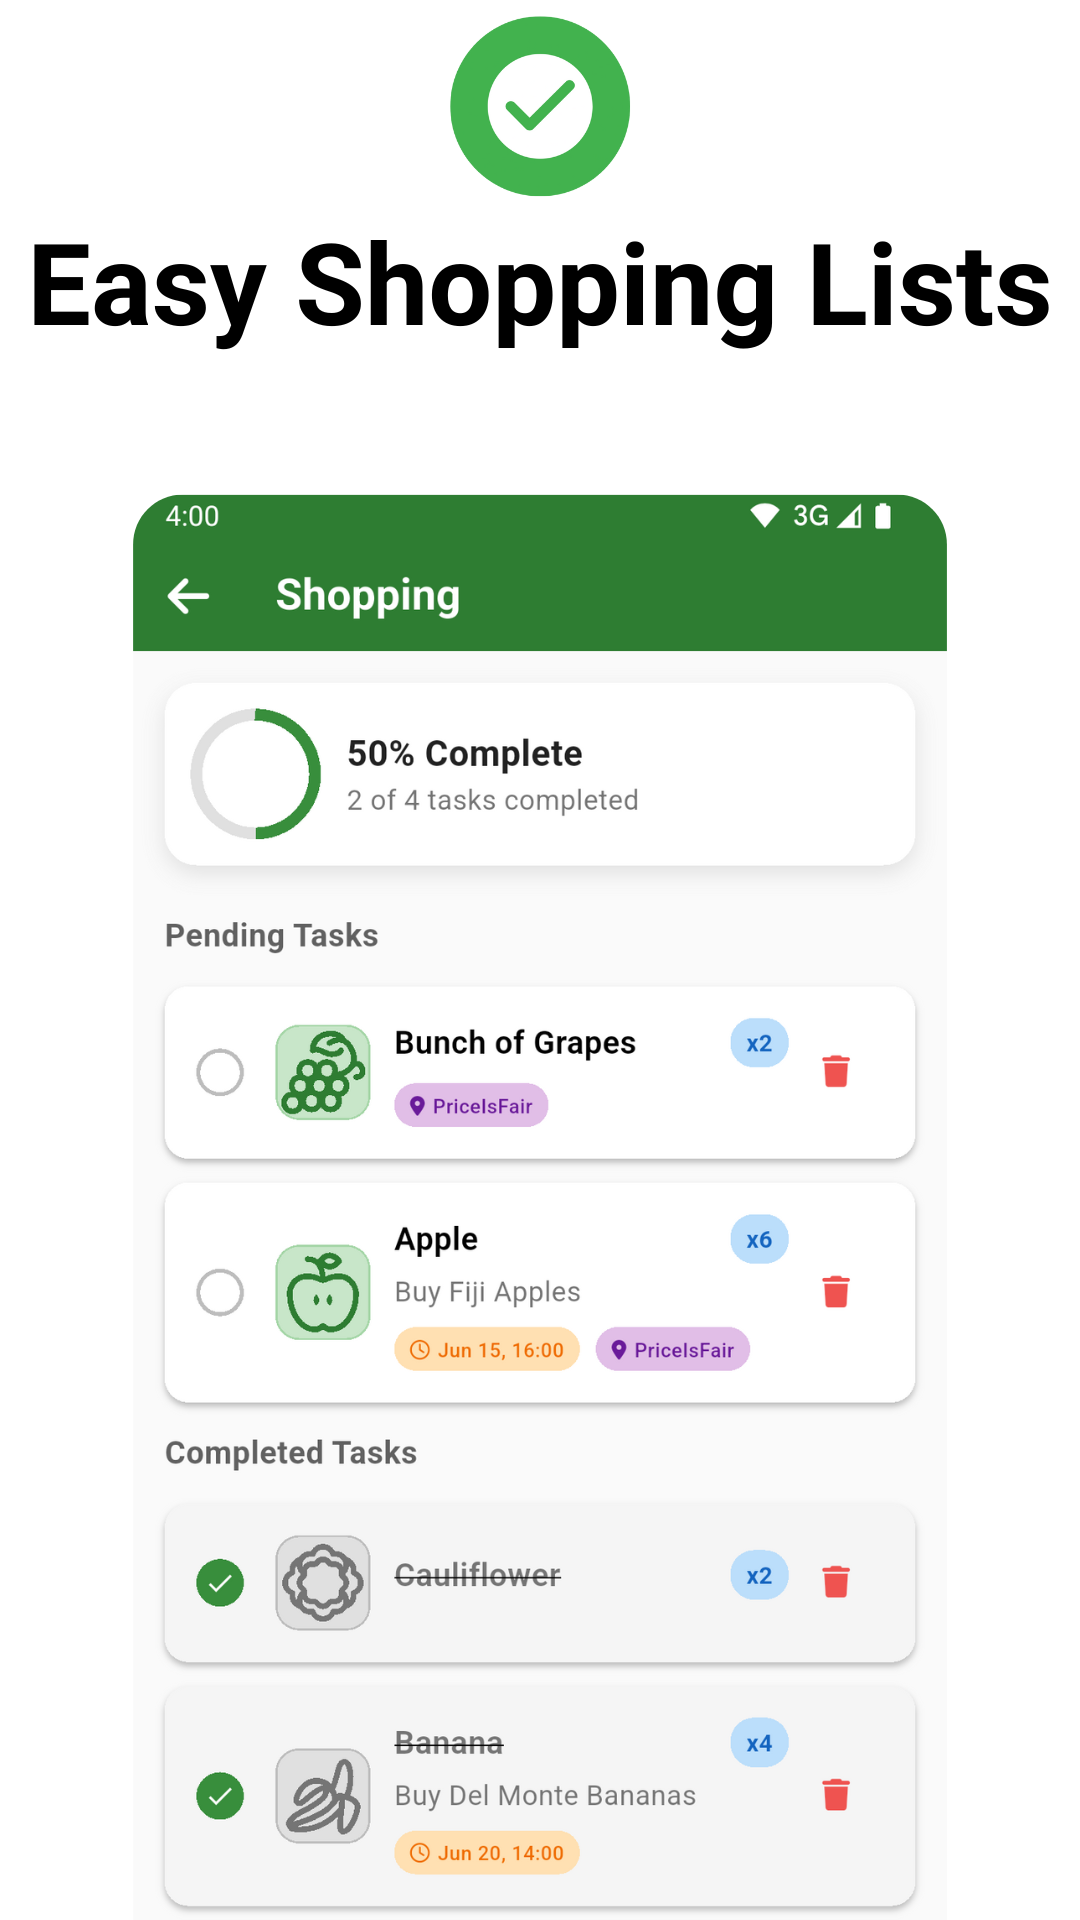 Easy Shopping Lists
4:00 3G
Shopping
50% Complete
2 of 4 tasks completed
Pending Tasks
Bunch of Grapes x2
PriceIsFair
Apple x6
Buy Fiji Apples
Jun 15, 16:00 PriceIsFair
Completed Tasks
Cauliflower x2
Banana x4
Buy Del Monte Bananas
Jun 20, 14:00